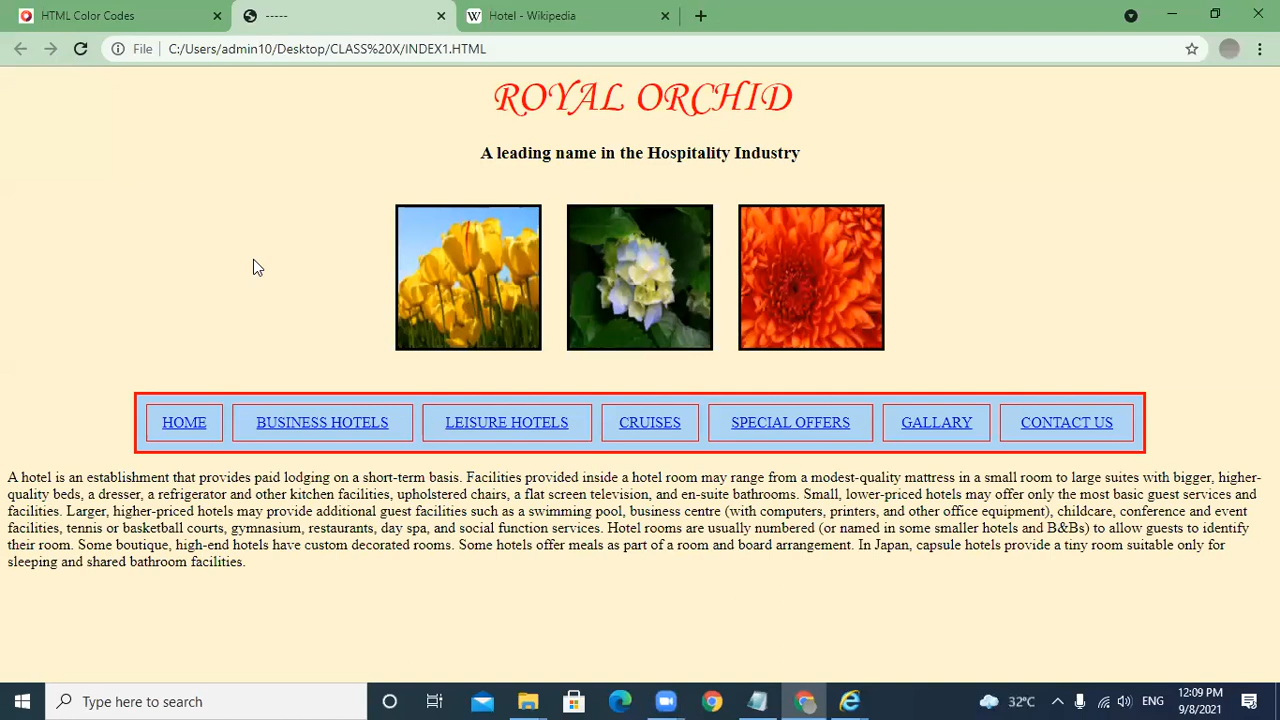 HTML Color Codes
-----
Hotel - Wikipedia
File
C:/Users/admin10/Desktop/CLASS%20X/INDEX1.HTML
ROYAL ORCHID
A leading name in the Hospitality Industry
HOME
BUSINESS HOTELS
LEISURE HOTELS
CRUISES
SPECIAL OFFERS
GALLARY
CONTACT US
A hotel is an establishment that provides paid lodging on a short-term basis. Facilities provided inside a hotel room may range from a modest-quality mattress in a small room to large suites with bigger, higher-
quality beds, a dresser, a refrigerator and other kitchen facilities, upholstered chairs, a flat screen television, and en-suite bathrooms. Small, lower-priced hotels may offer only the most basic guest services and
facilities. Larger, higher-priced hotels may provide additional guest facilities such as a swimming pool, business centre (with computers, printers, and other office equipment), childcare, conference and event
facilities, tennis or basketball courts, gymnasium, restaurants, day spa, and social function services. Hotel rooms are usually numbered (or named in some smaller hotels and B&Bs) to allow guests to identify
their room. Some boutique, high-end hotels have custom decorated rooms. Some hotels offer meals as part of a room and board arrangement. In Japan, capsule hotels provide a tiny room suitable only for
sleeping and shared bathroom facilities.
Type here to search
32°C
ENG
12:09 PM
9/8/2021